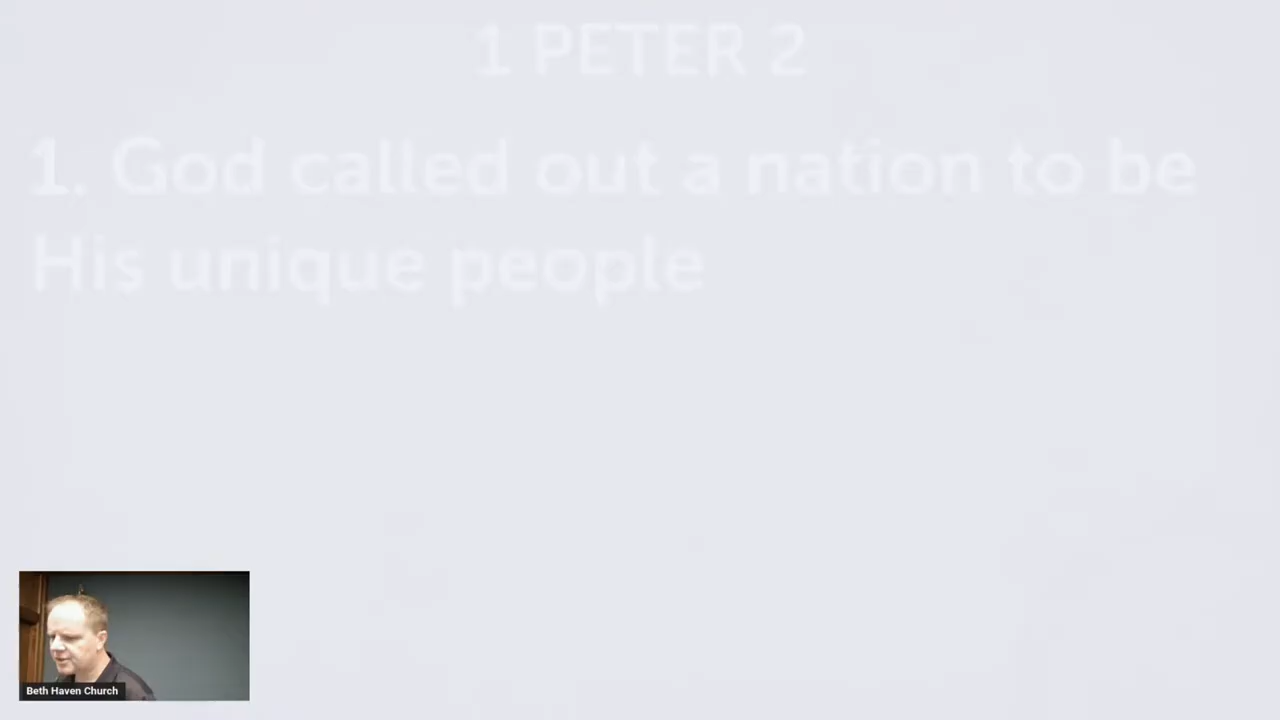 1 PETER 2
1. God called out a nation to be
His unique people
Beth Haven Church